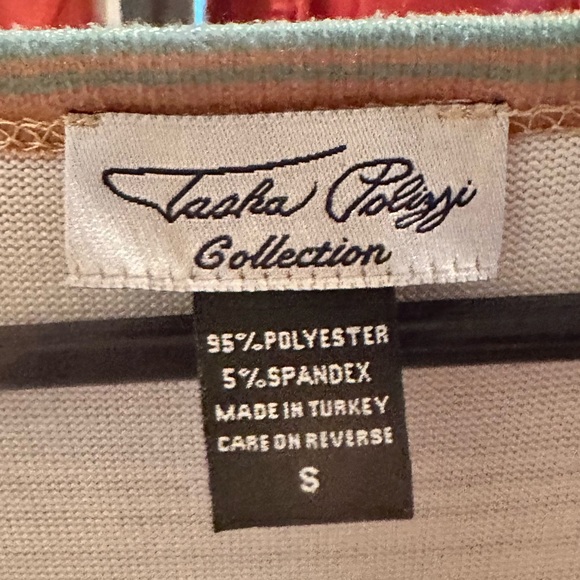 Tasha Polizzi
Collection
95%POLYESTER
5%SPANDEX
MADE IN TURKEY
CARE ON REVERSE
S